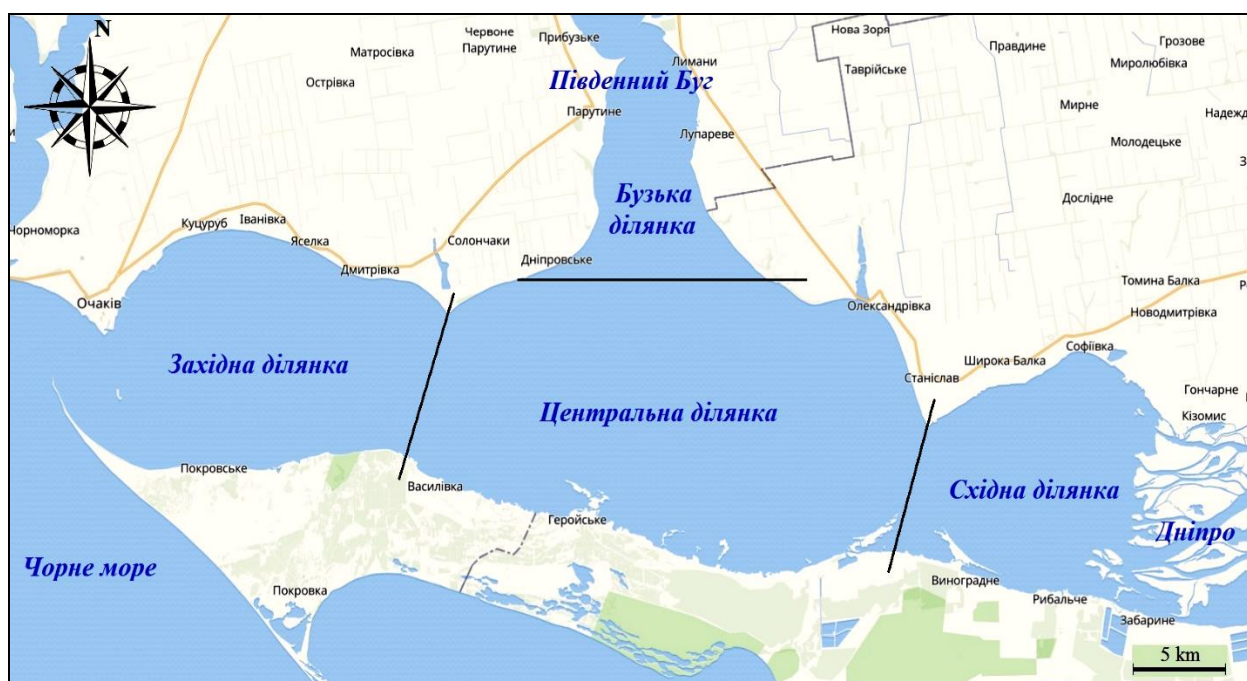 N
Матросівка
Червоне
Парутине
Прибузьке
Острівка
Південний Буг
Лимани
Нова Зоря
Таврійське
Правдине
Грозове
Миролюбівка
Парутине
Лупареве
Мирне
Надежд
Молодецьке
Бузька
ділянка
Дослідне
Чорноморка
Куцуруб
Іванівка
Яселка
Солончаки
Дмитрівка
Дніпровське
Очаків
Олександрівка
Томина Балка
Новодмитрівка
Софіївка
Широка Балка
Станіслав
Західна ділянка
Центральна ділянка
Гончарне
Кізомис
Покровське
Василівка
Геройське
Східна ділянка
Дніпро
Чорне море
Покровка
Виноградне
Рибальче
Забарине
5 km